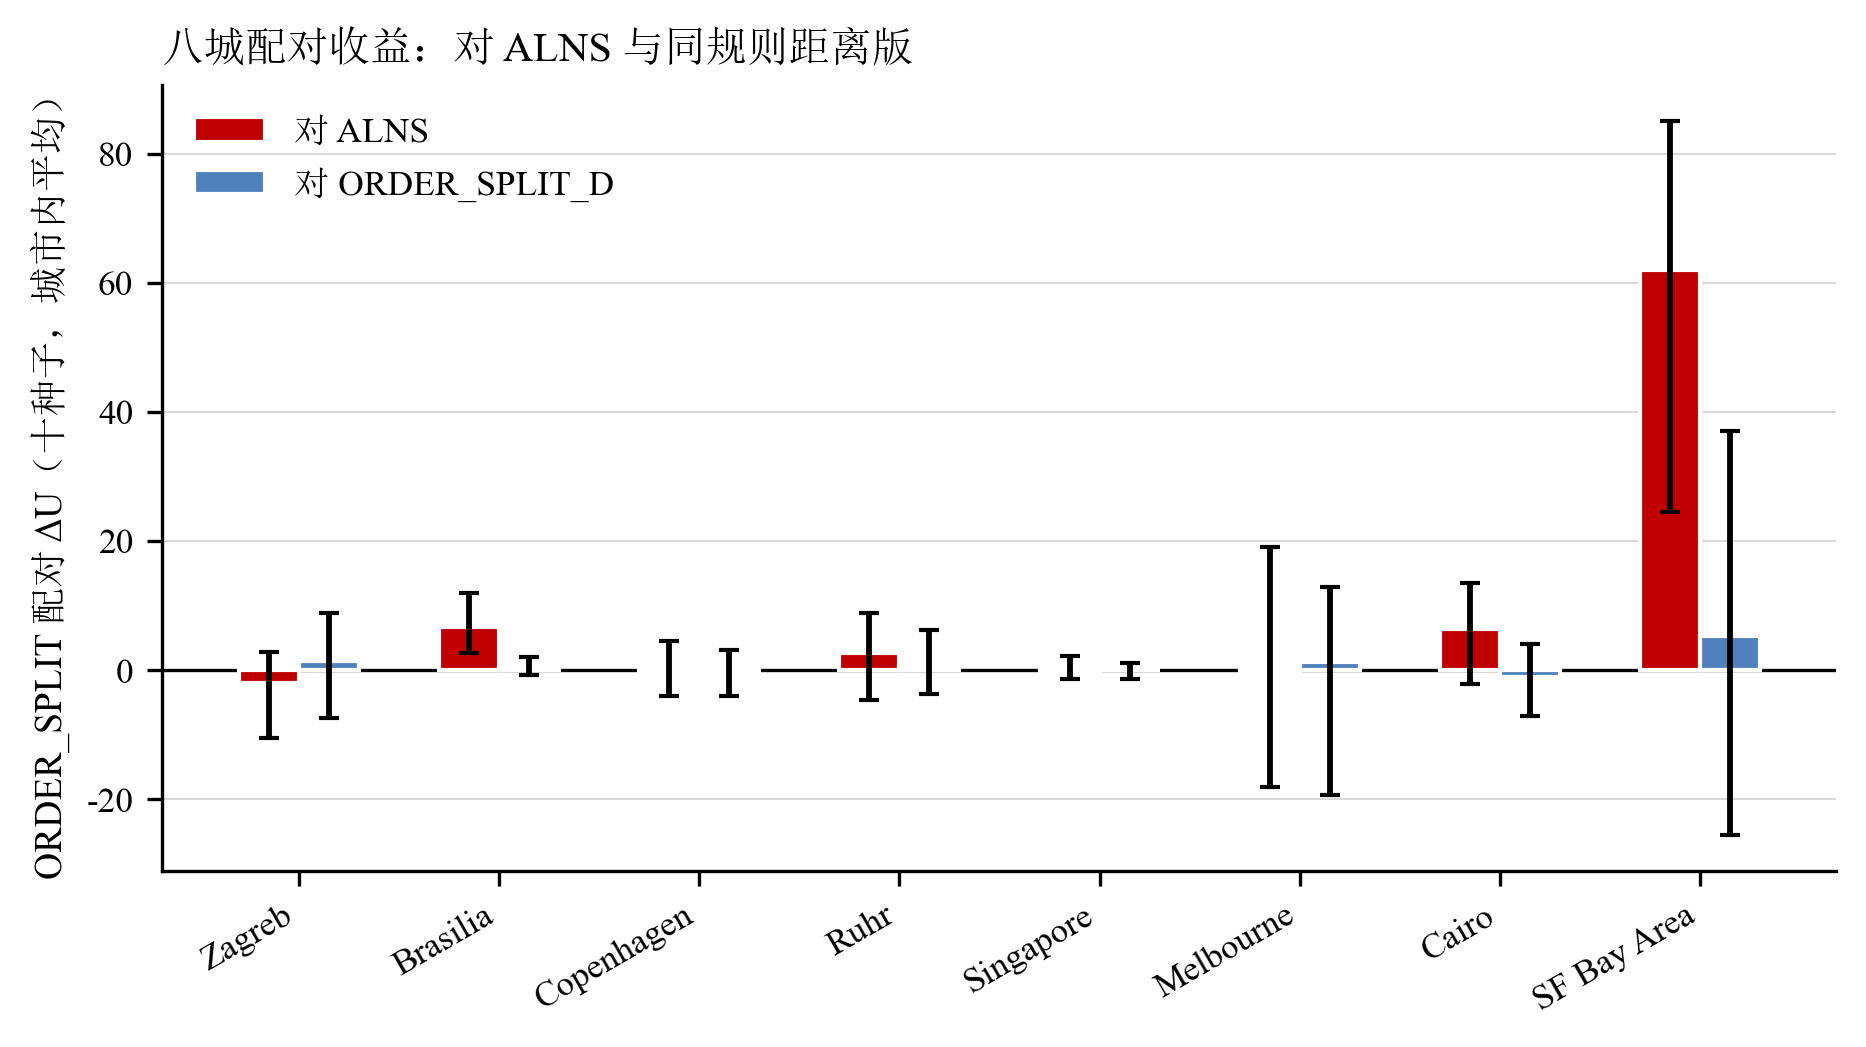 八城配对收益：对 ALNS 与同规则距离版
对 ALNS
对 ORDER_SPLIT_D
ORDER_SPLIT 配对 ΔU（十种子，城市内平均）
80
60
40
20
0
-20
Zagreb
Brasilia
Copenhagen
Ruhr
Singapore
Melbourne
Cairo
SF Bay Area